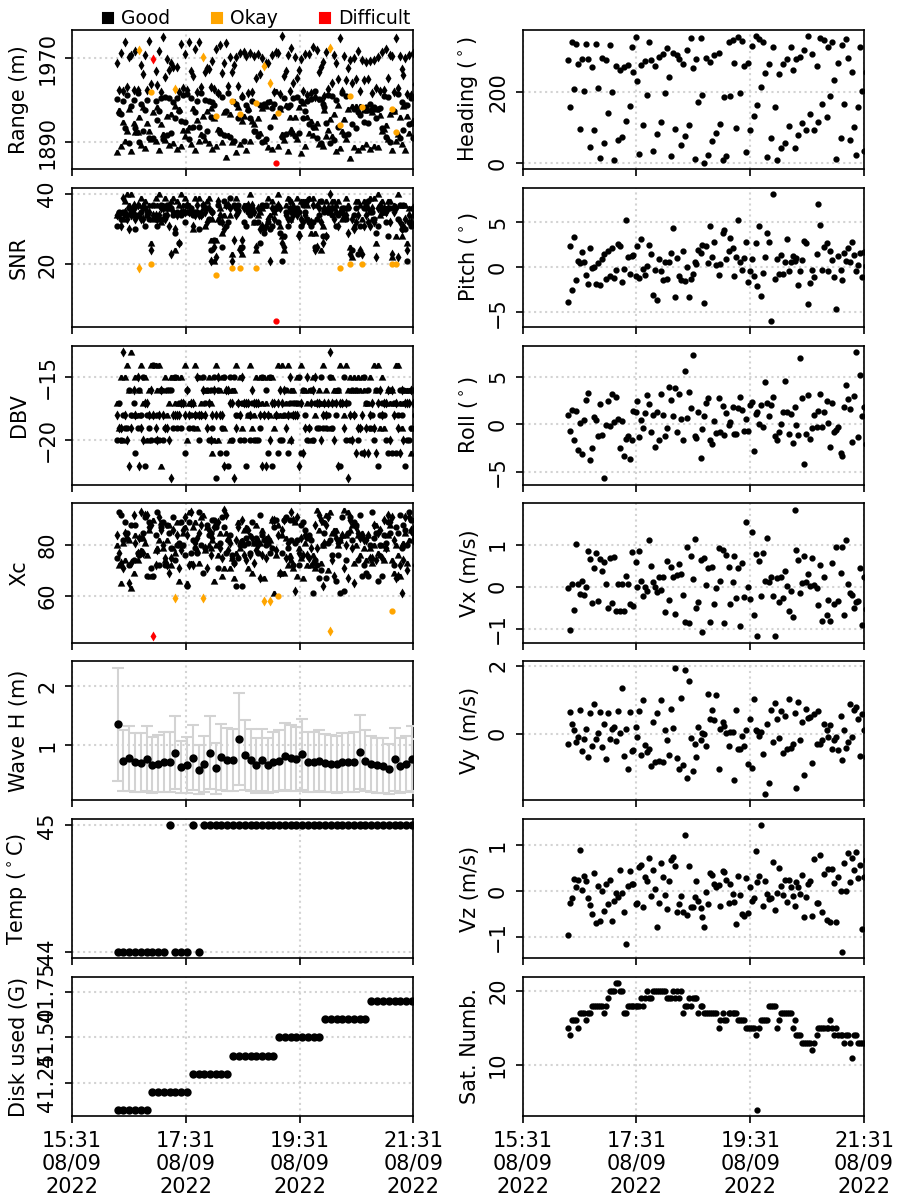 Good Okay Difficult
Range (m)
1970
1890
Heading (°)
200
0
SNR
40
20
Pitch (°)
5
0
−5
DBV
−15
−20
Roll (°)
5
0
−5
Xc
80
60
Vx (m/s)
1
0
−1
Wave H (m)
2
1
Vy (m/s)
2
0
Temp (°C)
45
44
Vz (m/s)
1
0
−1
Disk used (G)
41.75
41.50
41.25
Sat. Numb.
20
10
15:31 17:31 19:31 21:31 15:31 17:31 19:31 21:31
08/09 08/09 08/09 08/09 08/09 08/09 08/09 08/09
2022 2022 2022 2022 2022 2022 2022 2022